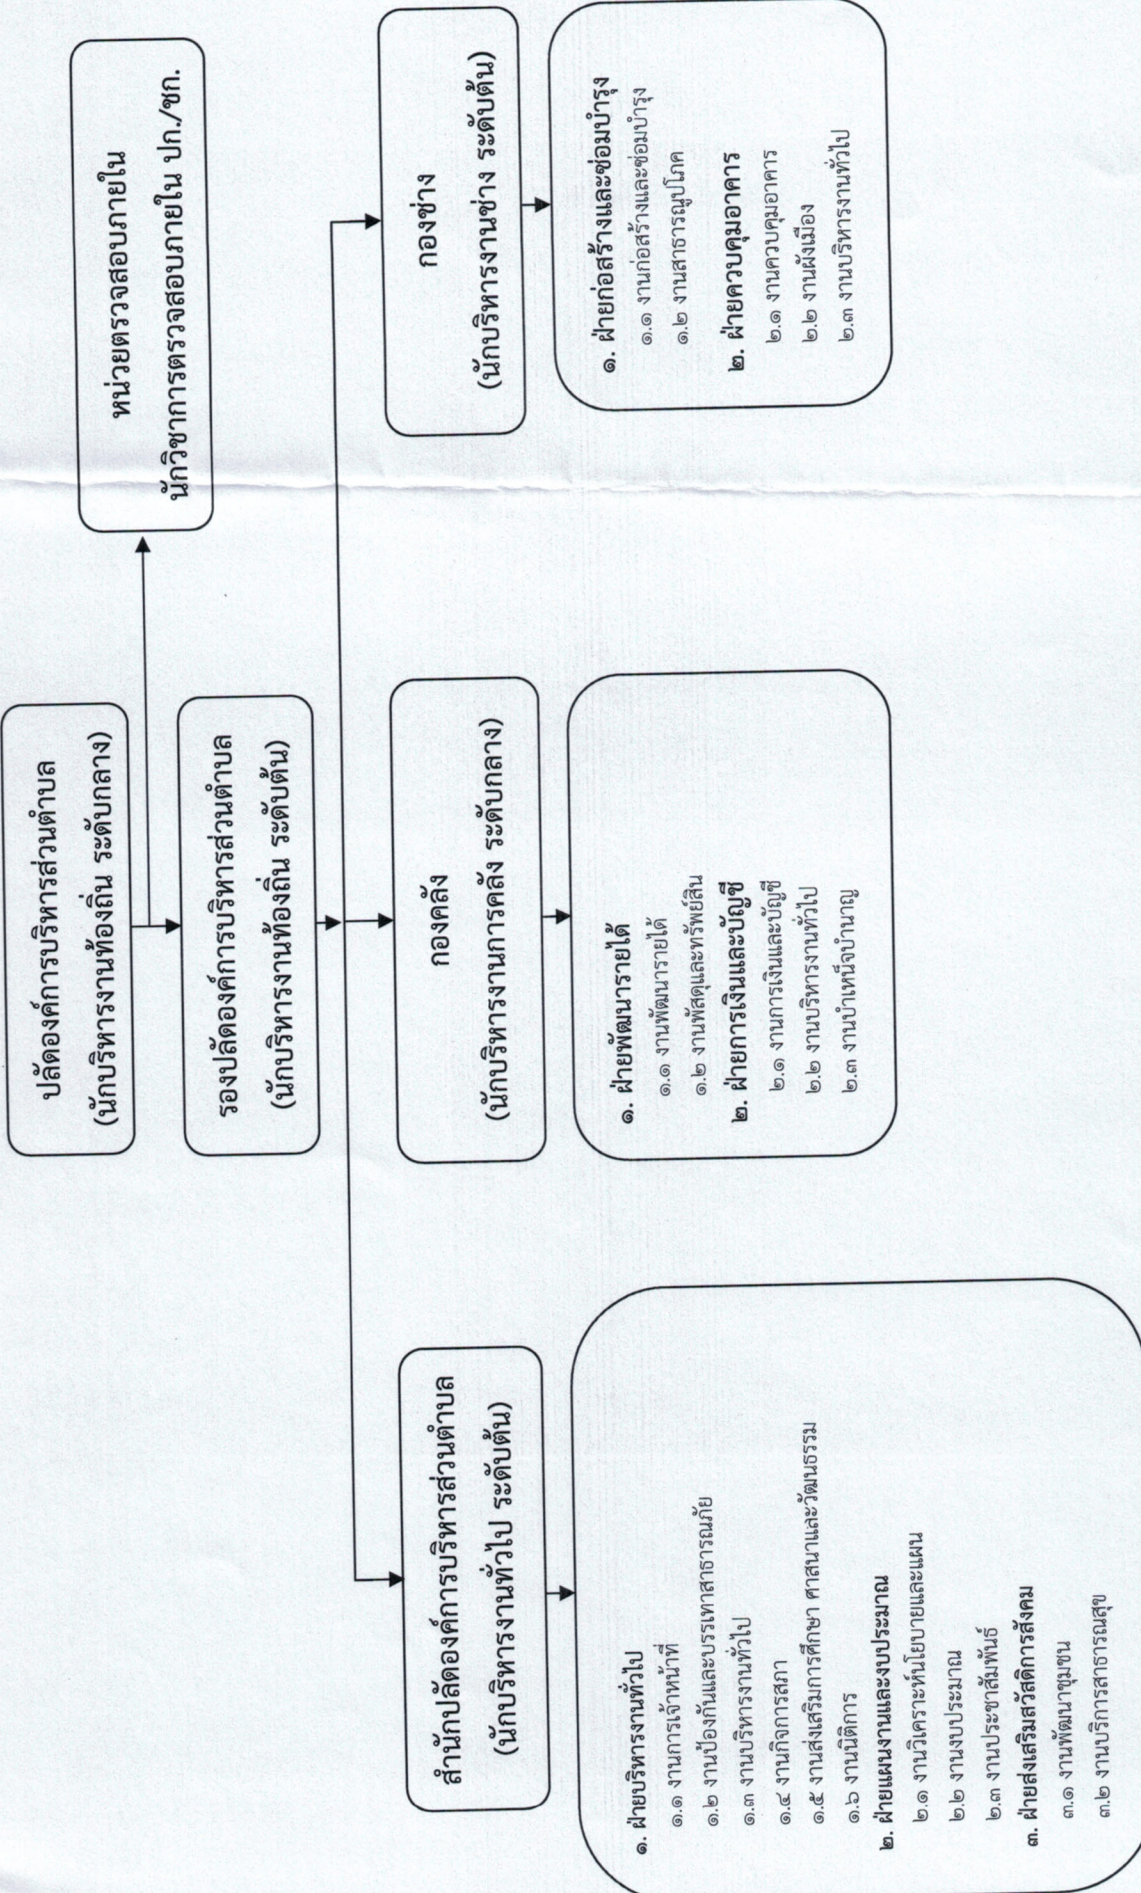 ปลัดองค์การบริหารส่วนตำบล
(นักบริหารงานท้องถิ่น ระดับกลาง)
หน่วยตรวจสอบภายใน
นักวิชาการตรวจสอบภายใน ปก./ชก.
รองปลัดองค์การบริหารส่วนตำบล
(นักบริหารงานท้องถิ่น ระดับต้น)
สำนักปลัดองค์การบริหารส่วนตำบล
(นักบริหารงานทั่วไป ระดับต้น)
๑. ฝ่ายบริหารงานทั่วไป
๑.๑ งานการเจ้าหน้าที่
๑.๒ งานป้องกันและบรรเทาสาธารณภัย
๑.๓ งานบริหารงานทั่วไป
๑.๔ งานกิจการสภา
๑.๕ งานส่งเสริมการศึกษา ศาสนาและวัฒนธรรม
๑.๖ งานนิติการ
๒. ฝ่ายแผนงานและงบประมาณ
๒.๑ งานวิเคราะห์นโยบายและแผน
๒.๒ งานงบประมาณ
๒.๓ งานประชาสัมพันธ์
๓. ฝ่ายส่งเสริมสวัสดิการสังคม
๓.๑ งานพัฒนาชุมชน
๓.๒ งานบริการสาธารณสุข
กองคลัง
(นักบริหารงานการคลัง ระดับกลาง)
๑. ฝ่ายพัฒนารายได้
๑.๑ งานพัฒนารายได้
๑.๒ งานพัสดุและทรัพย์สิน
๒. ฝ่ายการเงินและบัญชี
๒.๑ งานการเงินและบัญชี
๒.๒ งานบริหารงานทั่วไป
๒.๓ งานบำเหน็จบำนาญ
กองช่าง
(นักบริหารงานช่าง ระดับต้น)
๑. ฝ่ายก่อสร้างและซ่อมบำรุง
๑.๑ งานก่อสร้างและซ่อมบำรุง
๑.๒ งานสาธารณูปโภค
๒. ฝ่ายควบคุมอาคาร
๒.๑ งานควบคุมอาคาร
๒.๒ งานผังเมือง
๒.๓ งานบริหารงานทั่วไป